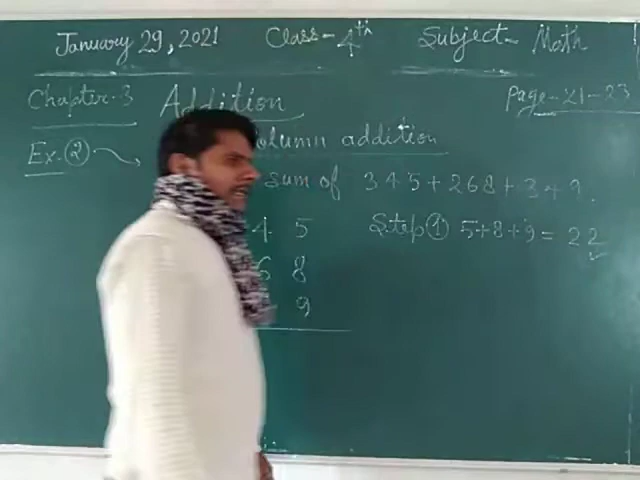 January 29, 2021 Class - 4th Subject - Math
Chapter-3 Addition Page-21-23
Ex. ② olumn addition
sum of 345 + 268 + 3 + 9.
4 5 Step ① 5+8+9 = 22
6 8
9